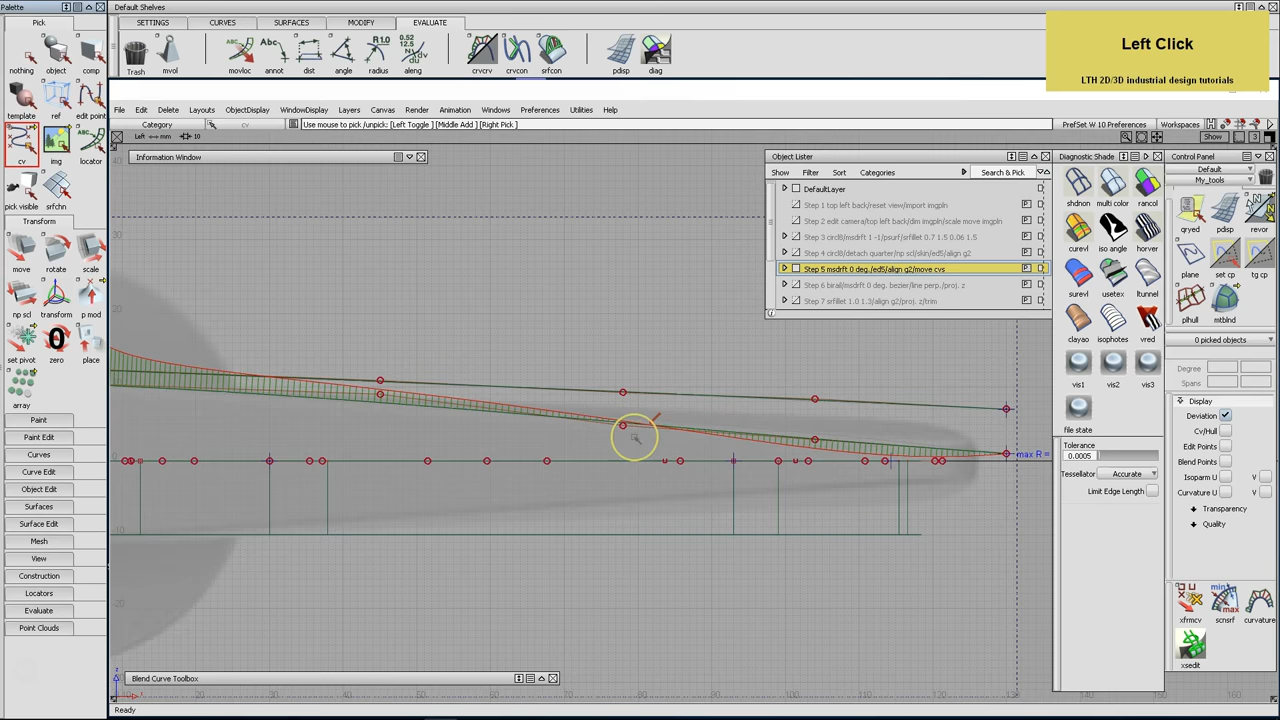 Palette
Default Shelves
Pick
SETTINGS CURVES SURFACES MODIFY EVALUATE
Left Click
LTH 2D/3D industrial design tutorials
nothing object comp
Trash mvol movloc annot dist angle radius aleng crvcrv crvcon srfcon pdisp diag
template ref edit point
File Edit Delete Layouts ObjectDisplay WindowDisplay Layers Canvas Render Animation Windows Preferences Utilities Help
Category cv Use mouse to pick /unpick: [Left Toggle ] [Middle Add ] [Right Pick ] PrefSet W 10 Preferences Workspaces
Left mm 10 Show 3
cv img locator
Information Window
Object Lister
Diagnostic Shade
Control Panel
Show Filter Sort Categories Search & Pick
Default
My_tools
DefaultLayer
Step 1 top left back/reset view/import imgpln
Step 2 edit camera/top left back/dim imgpln/scale move imgpln
Step 3 circl8/msdrft 1 -1/psurf/srfillet 0.7 1.5 0.06 1.5
Step 4 circl8/detach quarter/np scl/skin/ed5/align g2
Step 5 msdrft 0 deg./ed5/align g2/move cvs
Step 6 birail/msdrft 0 deg. bezier/line perp./proj. z
Step 7 srfillet 1.0 1.3/align g2/proj. z/trim
pick visible srfchn
Transform
move rotate scale
np scl p mod
set pivot zero place
array
shdnon multi color rancol
curevl iso angle horver
surevl usetex ltunnel
clayao isophotes vred
vis1 vis2 vis3
file state
qryed pdisp revor
plane set cp tg cp
plhull mtblnd
0 picked objects
Degree
Spans
Display
Deviation
Cv/Hull
Edit Points
Blend Points
Isoparm U V
Curvature U V
Transparency
Quality
Tolerance
0.0005
Tessellator Accurate
Limit Edge Length
max R =
Paint
Paint Edit
Curves
Curve Edit
Object Edit
Surfaces
Surface Edit
Mesh
View
Construction
Locators
Evaluate
Point Clouds
xfrmcv scnsrf curvature
xsedit
Blend Curve Toolbox
Ready